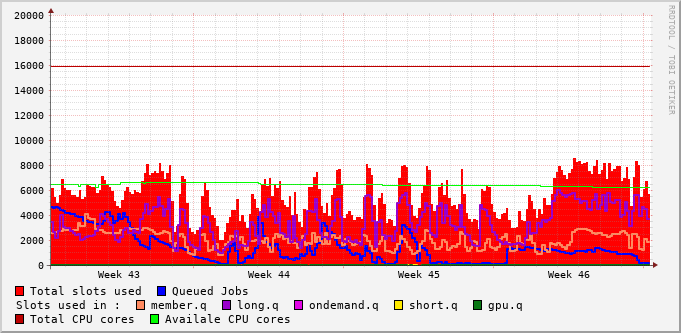 20000
18000
16000
14000
12000
10000
8000
6000
4000
2000
0
Week 43 Week 44 Week 45 Week 46
RRDTOOL / TOBI OETIKER
Total slots used Queued Jobs
Slots used in : member.q long.q ondemand.q short.q gpu.q
Total CPU cores Availale CPU cores